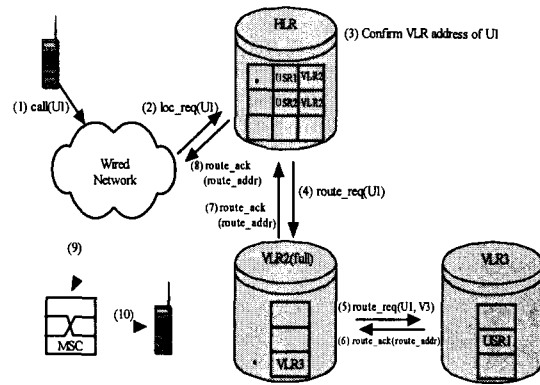 HLR
(3) Confirm VLR address of U1
USR1 VLR2
USR2 VLR2
(1) call(U1)
(2) loc_req(U1)
Wired
Network
(8) route_ack
(route_addr)
(4) route_req(U1)
(7) route_ack
(route_addr)
VLR2(full)
VLR3
(9)
(10)
MSC
(5) route_req(U1, V3)
(6) route_ack(route_addr)
USR1
VLR3